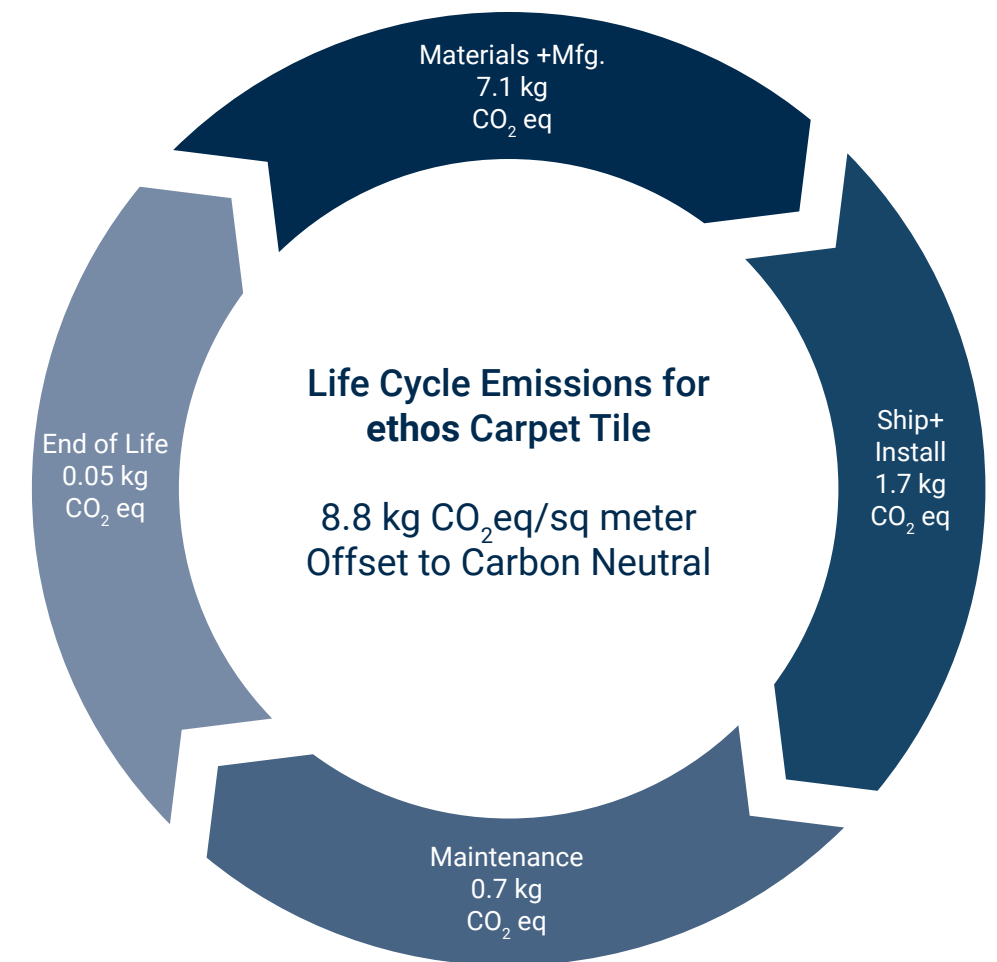 Materials +Mfg.
7.1 kg
CO₂ eq
Ship+
Install
1.7 kg
CO₂ eq
Maintenance
0.7 kg
CO₂ eq
End of Life
0.05 kg
CO₂ eq
Life Cycle Emissions for
ethos Carpet Tile
8.8 kg CO₂eq/sq meter
Offset to Carbon Neutral